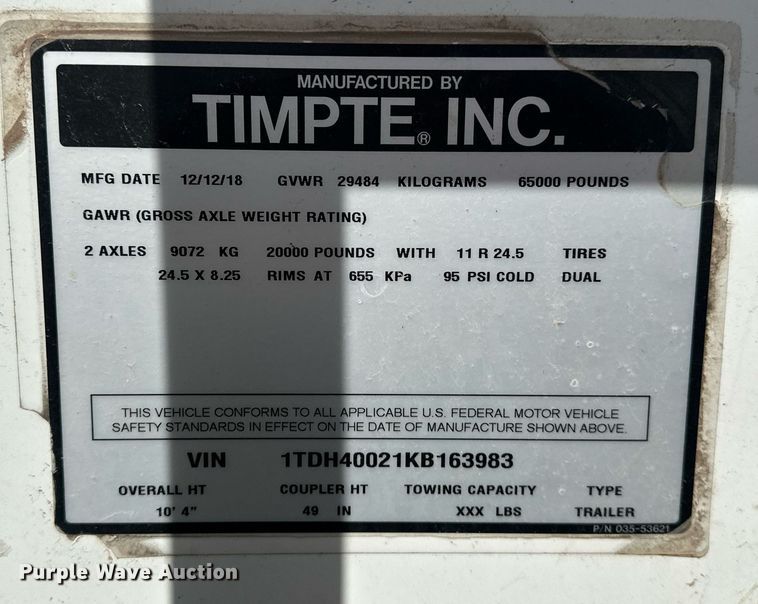 MANUFACTURED BY
TIMPTE® INC.
MFG DATE 12/12/18 GVWR 29484 KILOGRAMS 65000 POUNDS
GAWR (GROSS AXLE WEIGHT RATING)
2 AXLES 9072 KG 20000 POUNDS WITH 11 R 24.5 TIRES
24.5 X 8.25 RIMS AT 655 KPa 95 PSI COLD DUAL
THIS VEHICLE CONFORMS TO ALL APPLICABLE U.S. FEDERAL MOTOR VEHICLE
SAFETY STANDARDS IN EFFECT ON THE DATE OF MANUFACTURE SHOWN ABOVE.
VIN 1TDH40021KB163983
OVERALL HT COUPLER HT TOWING CAPACITY TYPE
10' 4" 49 IN XXX LBS TRAILER
P/N 035-53621
Purple Wave Auction